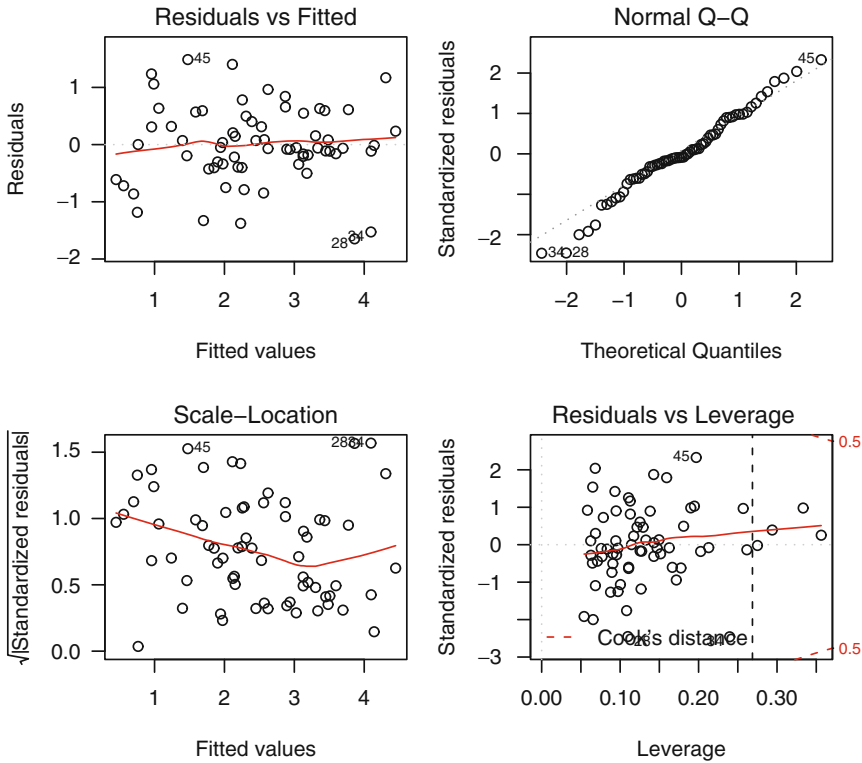 Residuals vs Fitted
Residuals
1
0
−1
−2
45
34
28
1 2 3 4
Fitted values
Normal Q−Q
Standardized residuals
2
1
0
−2
45
34 28
−2 −1 0 1 2
Theoretical Quantiles
Scale−Location
√|Standardized residuals|
1.5
1.0
0.5
0.0
45
28 34
1 2 3 4
Fitted values
Residuals vs Leverage
Standardized residuals
2
1
0
−1
−3
45
28
34
0.5
0.5
Cook's distance
0.00 0.10 0.20 0.30
Leverage